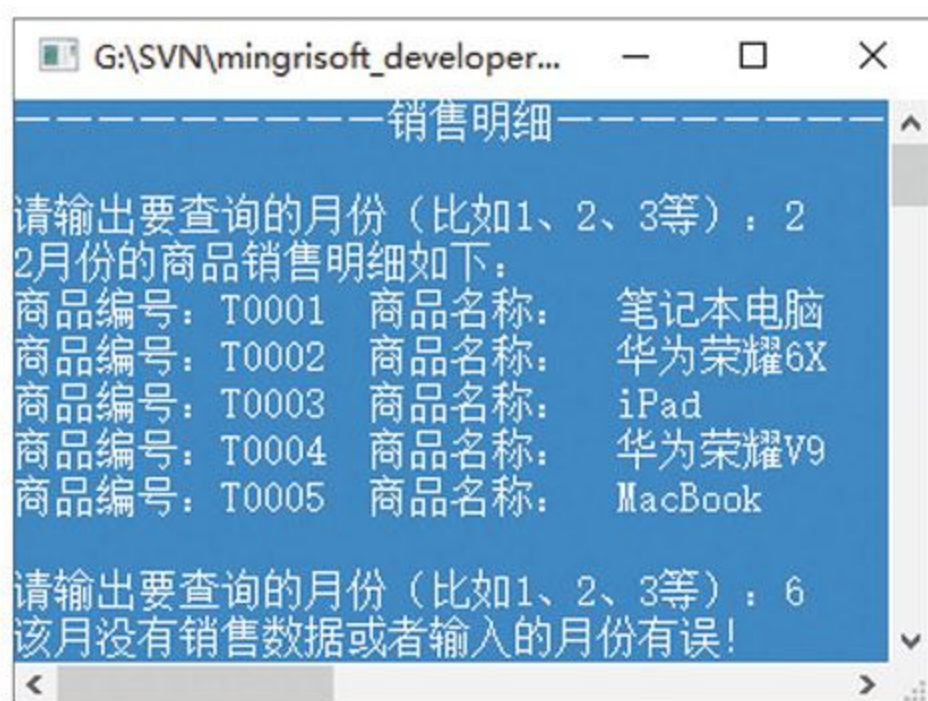 G:\SVN\mingrisoft_developer...
—————————销售明细————————
请输出要查询的月份（比如1、2、3等）：2
2月份的商品销售明细如下：
商品编号：T0001 商品名称： 笔记本电脑
商品编号：T0002 商品名称： 华为荣耀6X
商品编号：T0003 商品名称： iPad
商品编号：T0004 商品名称： 华为荣耀V9
商品编号：T0005 商品名称： MacBook
请输出要查询的月份（比如1、2、3等）：6
该月没有销售数据或者输入的月份有误！